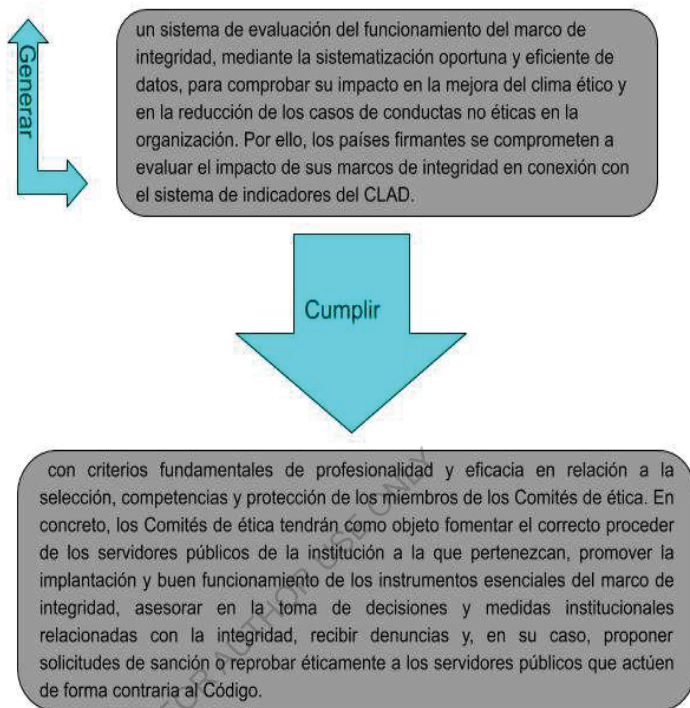 Generar
un sistema de evaluación del funcionamiento del marco de
integridad, mediante la sistematización oportuna y eficiente de
datos, para comprobar su impacto en la mejora del clima ético y
en la reducción de los casos de conductas no éticas en la
organización. Por ello, los países firmantes se comprometen a
evaluar el impacto de sus marcos de integridad en conexión con
el sistema de indicadores del CLAD.
Cumplir
con criterios fundamentales de profesionalidad y eficacia en relación a la
selección, competencias y protección de los miembros de los Comités de ética. En
concreto, los Comités de ética tendrán como objeto fomentar el correcto proceder
de los servidores públicos de la institución a la que pertenezcan, promover la
implantación y buen funcionamiento de los instrumentos esenciales del marco de
integridad, asesorar en la toma de decisiones y medidas institucionales
relacionadas con la integridad, recibir denuncias y, en su caso, proponer
solicitudes de sanción o reprobar éticamente a los servidores públicos que actúen
de forma contraria al Código.
FOR AUTHOR USE ONLY